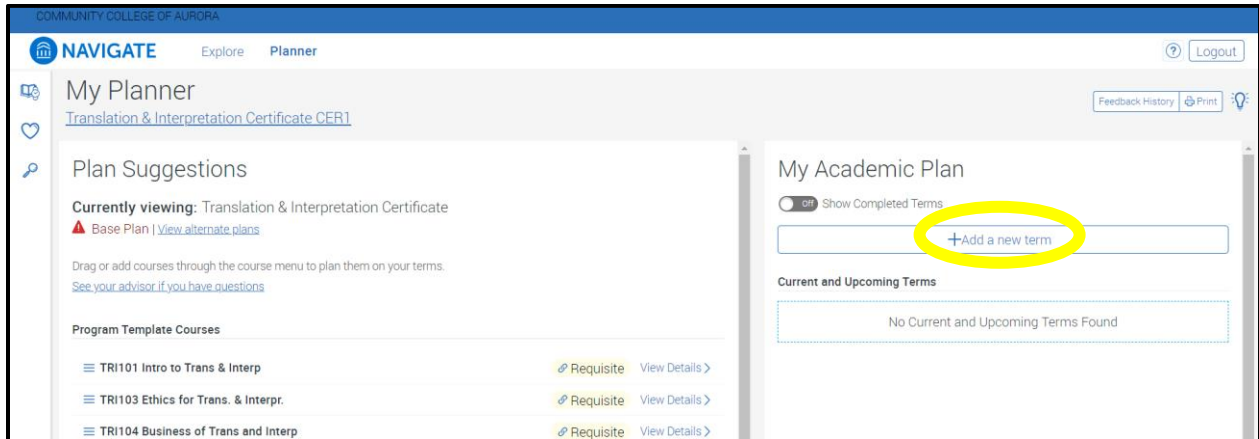 COMMUNITY COLLEGE OF AURORA
NAVIGATE Explore Planner ? Logout
My Planner
Translation & Interpretation Certificate CER1
Feedback History Print
Plan Suggestions
Currently viewing: Translation & Interpretation Certificate
Base Plan | View alternate plans
Drag or add courses through the course menu to plan them on your terms.
See your advisor if you have questions
Program Template Courses
TRI101 Intro to Trans & Interp Requisite View Details >
TRI103 Ethics for Trans. & Interpr. Requisite View Details >
TRI104 Business of Trans and Interp Requisite View Details >
My Academic Plan
Off Show Completed Terms
+Add a new term
Current and Upcoming Terms
No Current and Upcoming Terms Found